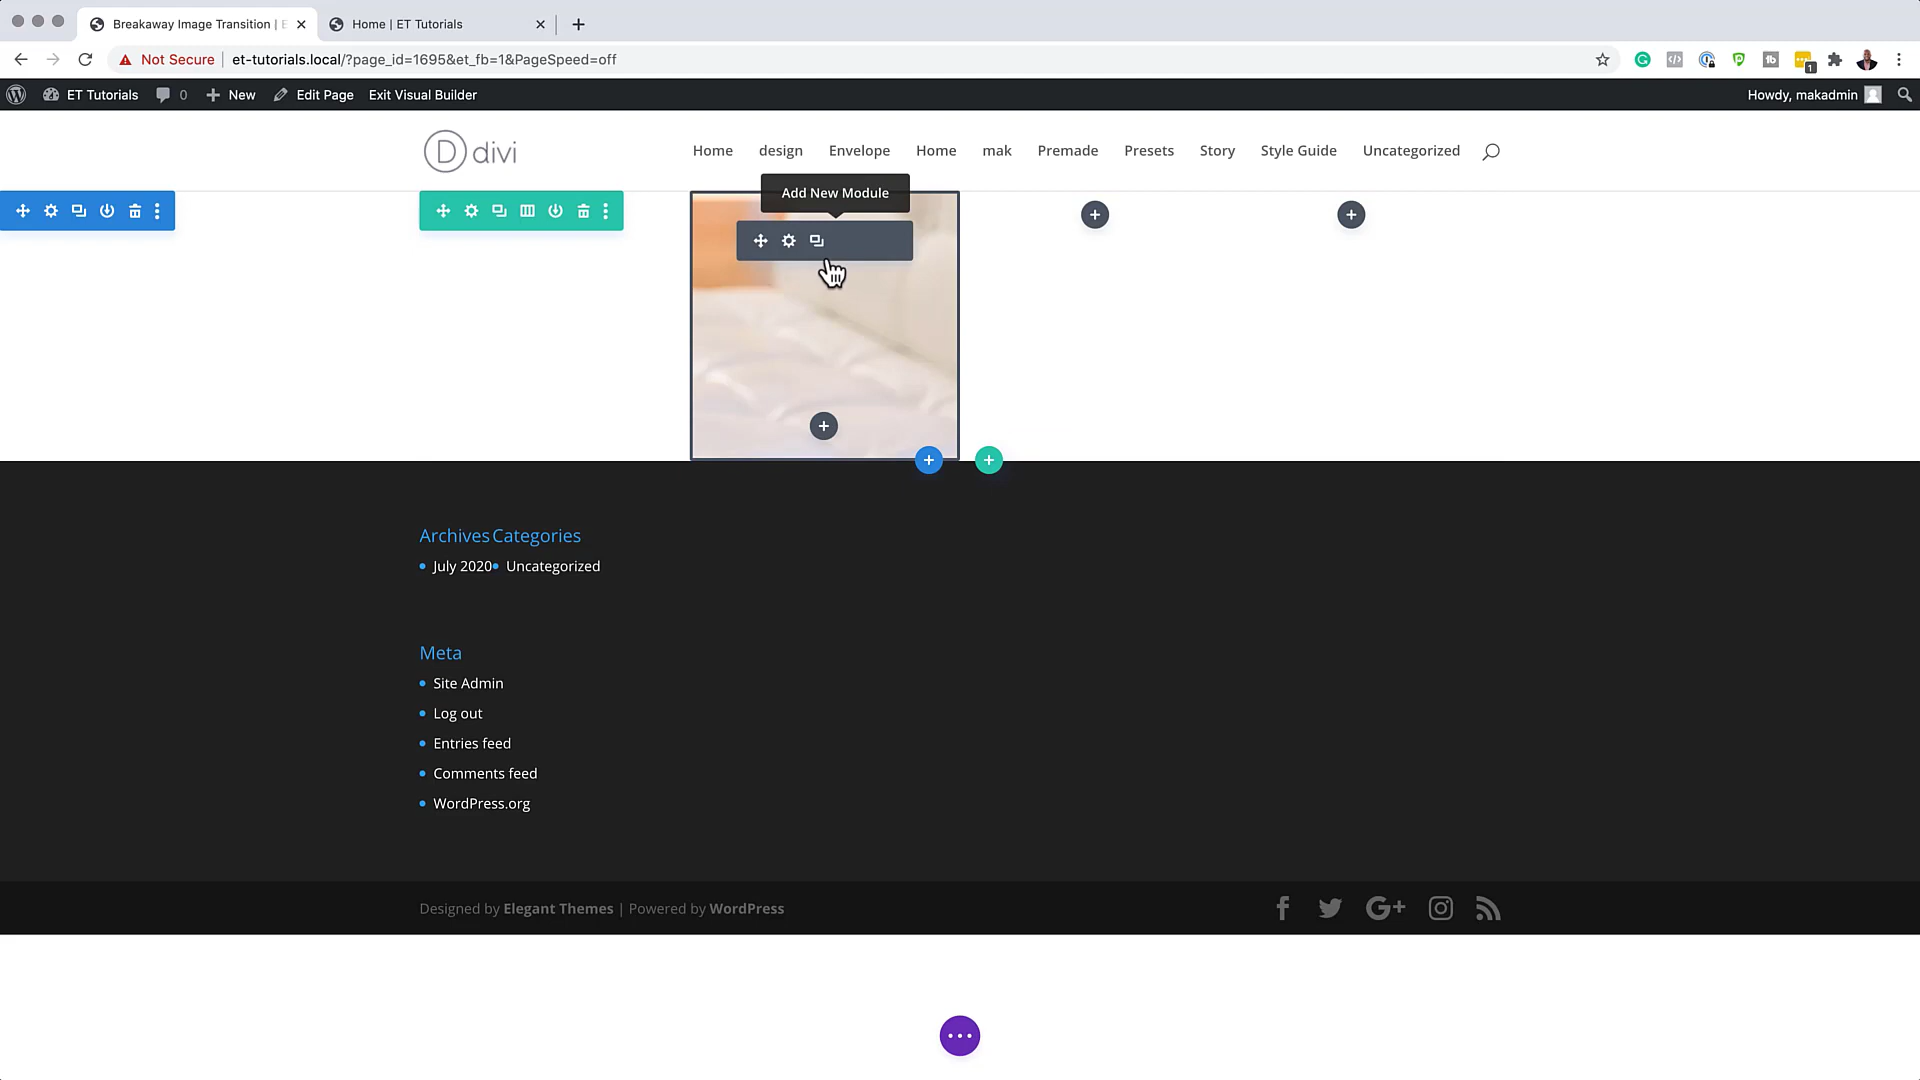 Breakaway Image Transition | E
Home | ET Tutorials
Not Secure
et-tutorials.local/?page_id=1695&et_fb=1&PageSpeed=off
1
ET Tutorials
0
New
Edit Page
Exit Visual Builder
Howdy, makadmin
D divi
Home
design
Envelope
Home
mak
Premade
Presets
Story
Style Guide
Uncategorized
Add New Module
Archives
Categories
July 2020
Uncategorized
Meta
Site Admin
Log out
Entries feed
Comments feed
WordPress.org
Designed by Elegant Themes | Powered by WordPress